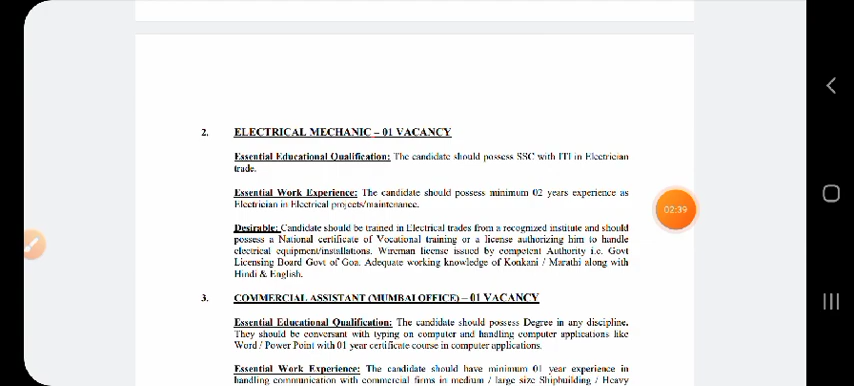 2. ELECTRICAL MECHANIC – 01 VACANCY
Essential Educational Qualification: The candidate should possess SSC with ITI in Electrician
trade.
Essential Work Experience: The candidate should possess minimum 02 years experience as
Electrician in Electrical projects/maintenance.
Desirable: Candidate should be trained in Electrical trades from a recognized institute and should
possess a National certificate of Vocational training or a license authorizing him to handle
electrical equipment/installations. Wireman license issued by competent Authority i.e. Govt
Licensing Board Govt of Goa. Adequate working knowledge of Konkani / Marathi along with
Hindi & English.
02:39
3. COMMERCIAL ASSISTANT (MUMBAI OFFICE) – 01 VACANCY
Essential Educational Qualification: The candidate should possess Degree in any discipline.
They should be conversant with typing on computer and handling computer applications like
Word / Power Point with 01 year certificate course in computer applications.
Essential Work Experience: The candidate should have minimum 01 year experience in
handling communication with commercial firms in medium / large size Shipbuilding / Heavy